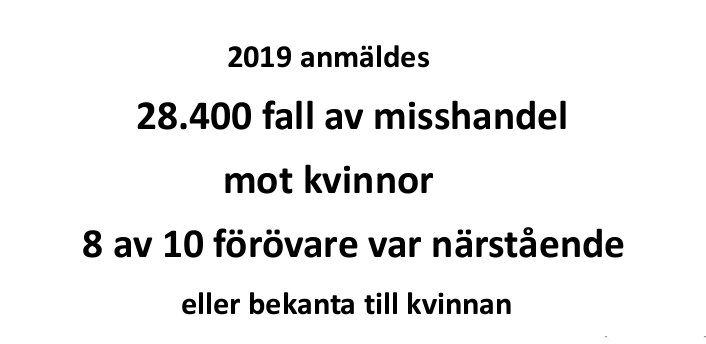 2019 anmäldes
28.400 fall av misshandel
mot kvinnor
8 av 10 förövare var närstående
eller bekanta till kvinnan